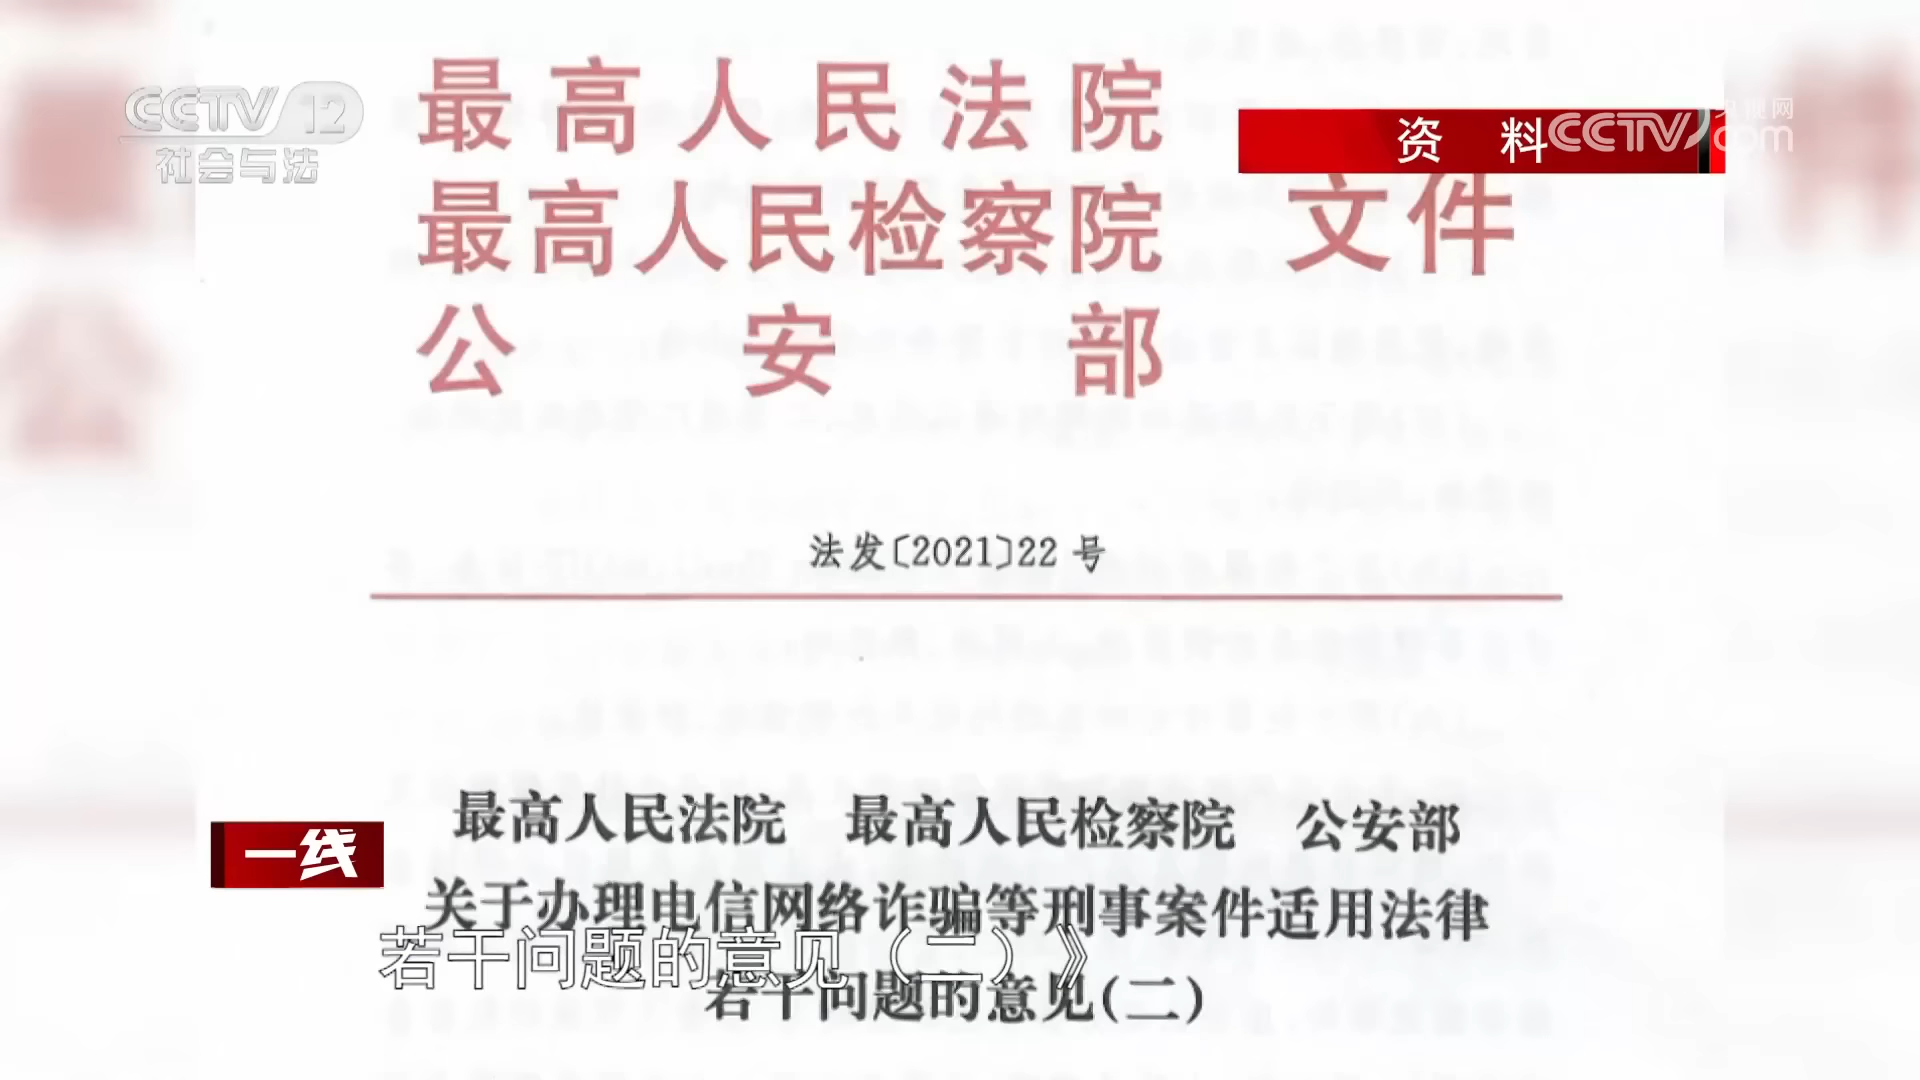 CCTV 12
社会与法
资 料
央视网
CCTV.com
最高人民法院
最高人民检察院 文件
公安部
法发〔2021〕22号
最高人民法院 最高人民检察院 公安部
关于办理电信网络诈骗等刑事案件适用法律
若干问题的意见(二)
一线
若干问题的意见（二）》